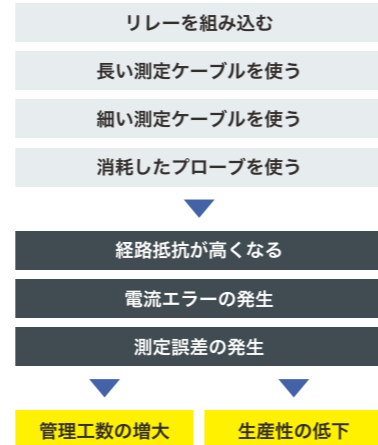 リレーを組み込む
長い測定ケーブルを使う
細い測定ケーブルを使う
消耗したプローブを使う
経路抵抗が高くなる
電流エラーの発生
測定誤差の発生
管理工数の増大
生産性の低下